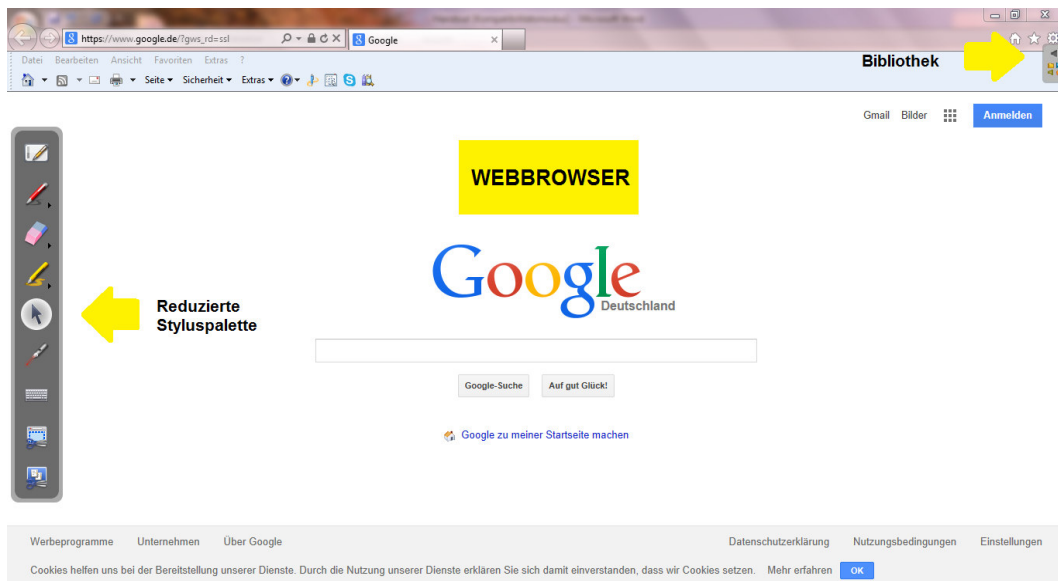 https://www.google.de/?gws_rd=ssl
Google
Datei Bearbeiten Ansicht Favoriten Extras ?
Seite Sicherheit Extras
Bibliothek
Gmail Bilder Anmelden
WEBBROWSER
Google
Deutschland
Reduzierte
Styluspalette
Google-Suche Auf gut Glück!
Google zu meiner Startseite machen
Werbeprogramme Unternehmen Über Google Datenschutzerklärung Nutzungsbedingungen Einstellungen
Cookies helfen uns bei der Bereitstellung unserer Dienste. Durch die Nutzung unserer Dienste erklären Sie sich damit einverstanden, dass wir Cookies setzen. Mehr erfahren OK